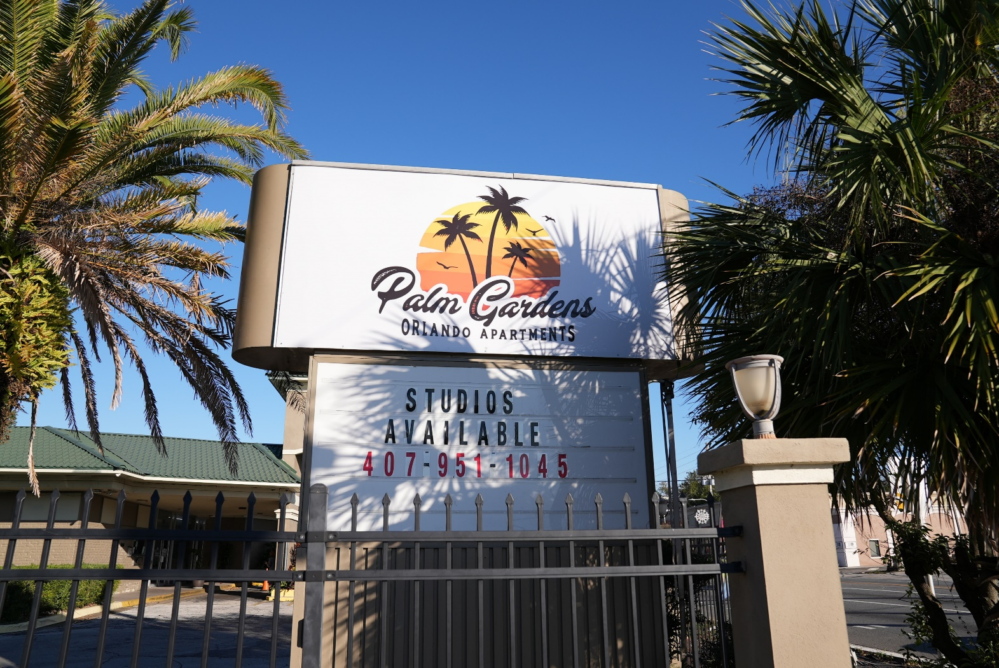 Palm Gardens
ORLANDO APARTMENTS
STUDIOS
AVAILABLE
407-951-1045